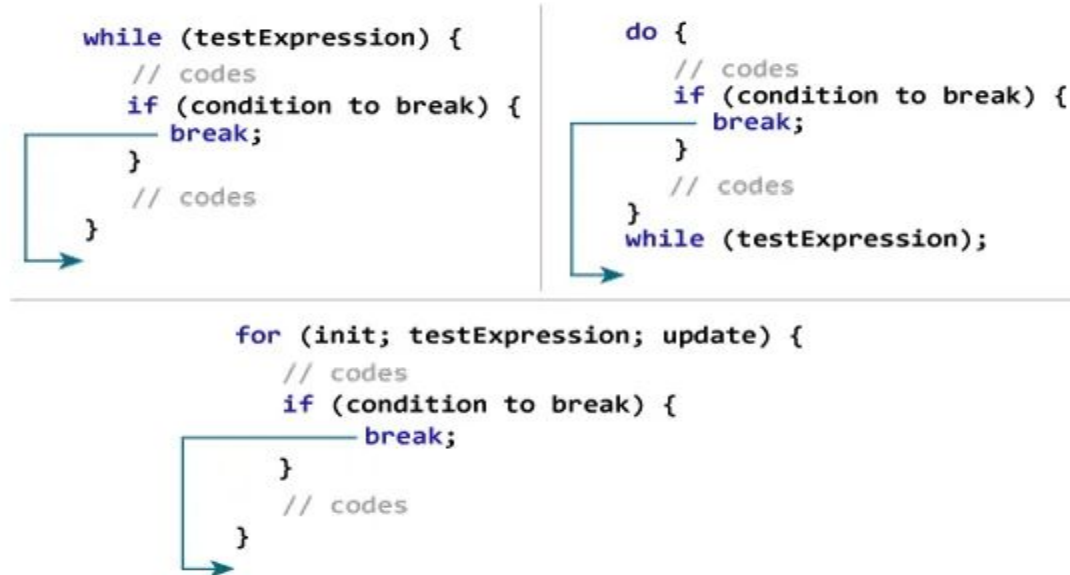 while (testExpression) {
// codes
if (condition to break) {
break;
}
// codes
}
do {
// codes
if (condition to break) {
break;
}
// codes
}
while (testExpression);
for (init; testExpression; update) {
// codes
if (condition to break) {
break;
}
// codes
}